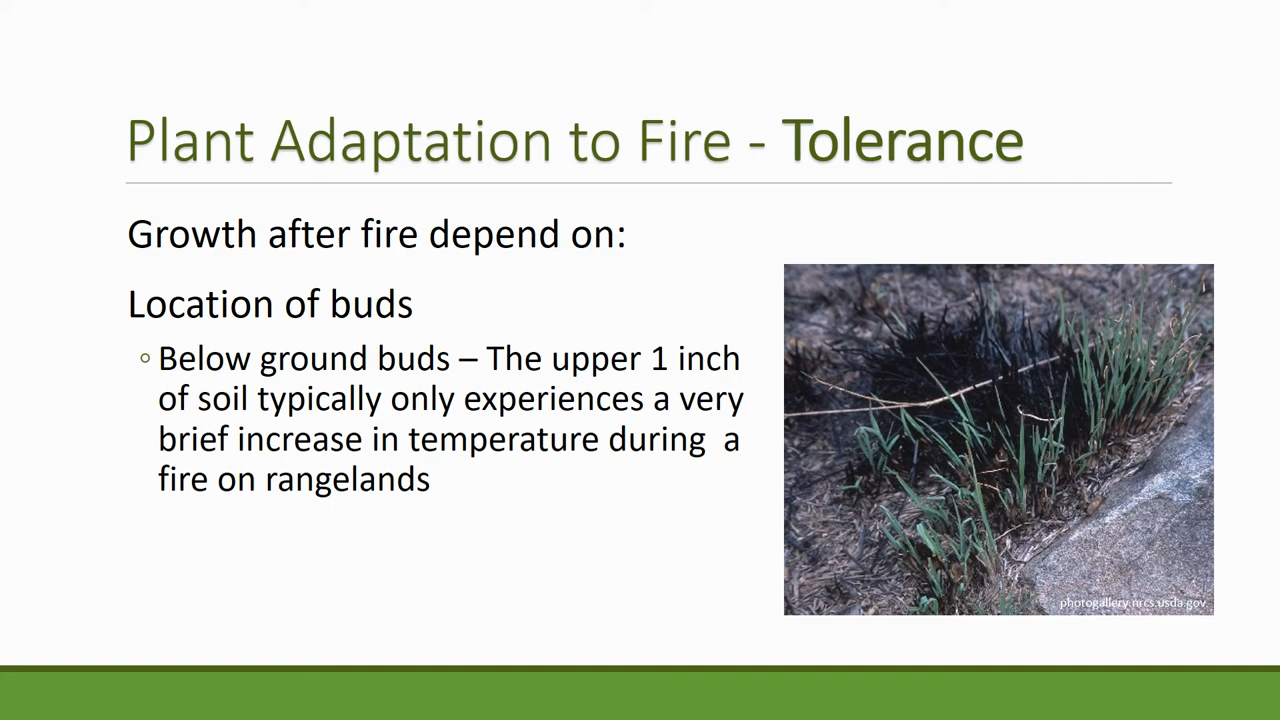 Plant Adaptation to Fire - Tolerance
Growth after fire depend on:
Location of buds
◦ Below ground buds – The upper 1 inch
of soil typically only experiences a very
brief increase in temperature during  a
fire on rangelands
photogallery.nrcs.usda.gov